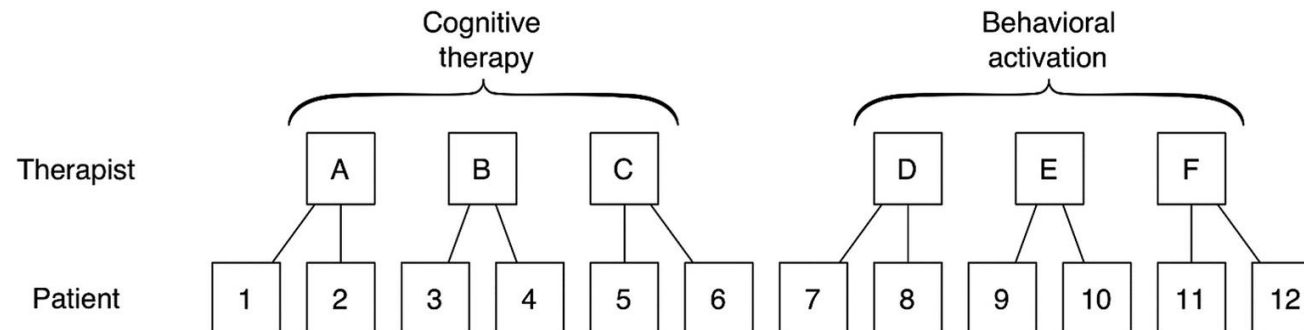 Cognitive
therapy
Behavioral
activation
Therapist A B C D E F
Patient 1 2 3 4 5 6 7 8 9 10 11 12